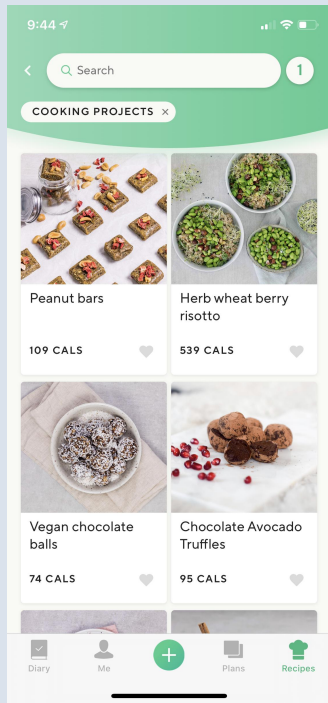 9:44
Search
1
COOKING PROJECTS ×
Peanut bars
109 CALS
Herb wheat berry
risotto
539 CALS
Vegan chocolate
balls
74 CALS
Chocolate Avocado
Truffles
95 CALS
Diary
Me
+
Plans
Recipes